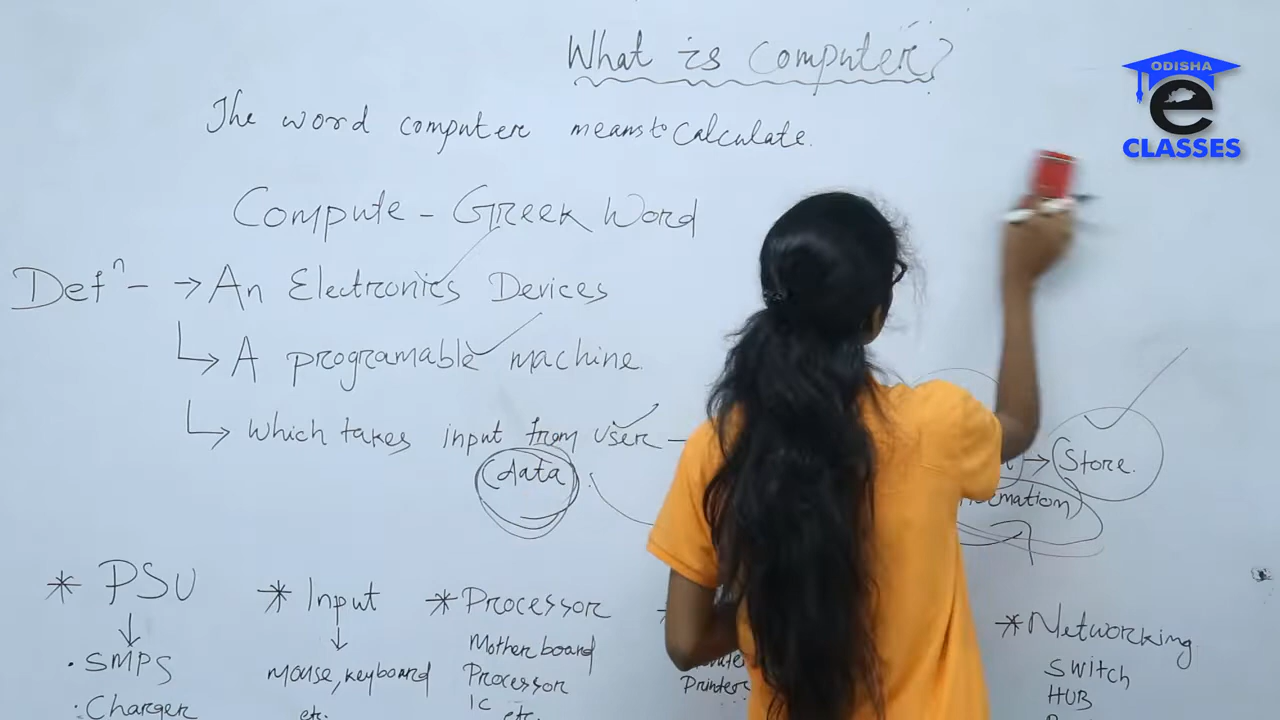 What is Computer?
ODISHA
e
CLASSES
The word computer means to Calculate.
Compute - Greek Word
Defⁿ - → An Electronics Devices
→ A programable machine.
→ Which takes input from user -
→ Store.
(data)
* PSU
* Input
* Processor
* Networking
↓
↓
Mother board
Switch
• SMPS
Mouse, keyboard
Processor
Printer
HUB
• Charger
etc.
IC
etc.